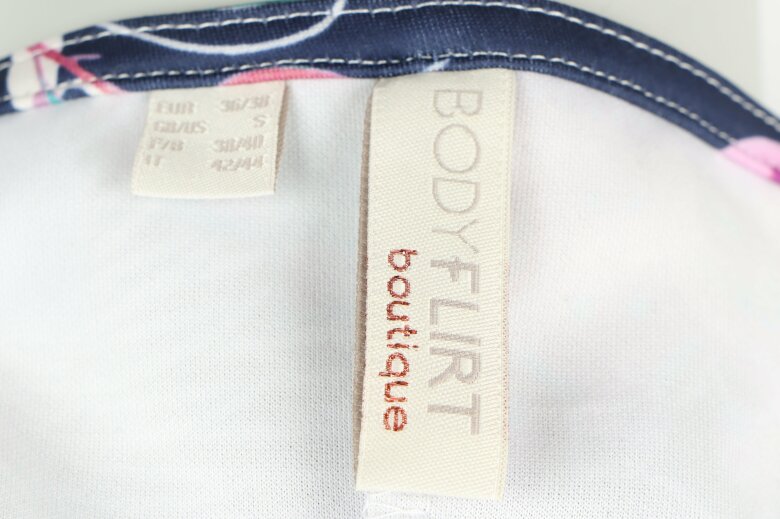 EUR 36/38
GB/US S
F/B 38/40
IT 42/44
BODYFLIRT
boutique